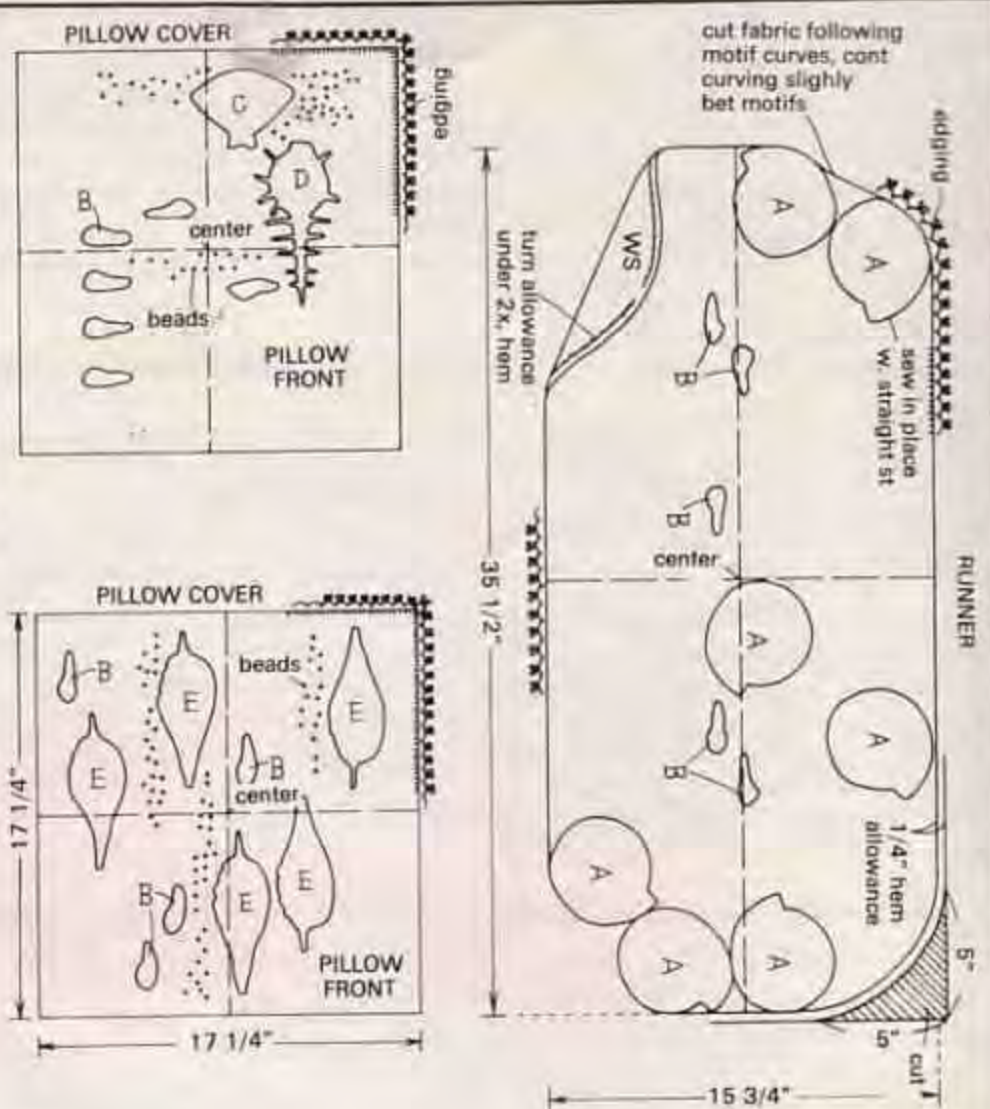 PILLOW COVER
edging
C
D
B
center
beads
PILLOW
FRONT
PILLOW COVER
B
E
beads
E
E
B
center
17 1/4"
B
E
E
PILLOW
FRONT
17 1/4"
cut fabric following
motif curves, cont
curving slighly
bet motifs
edging
A
A
WS
turn allowance
under 2x, hem
B
sew in place
w. straight st
B
center
35 1/2"
RUNNER
A
B
A
1/4" hem
allowance
A
A
A
5"
5"
cut
15 3/4"